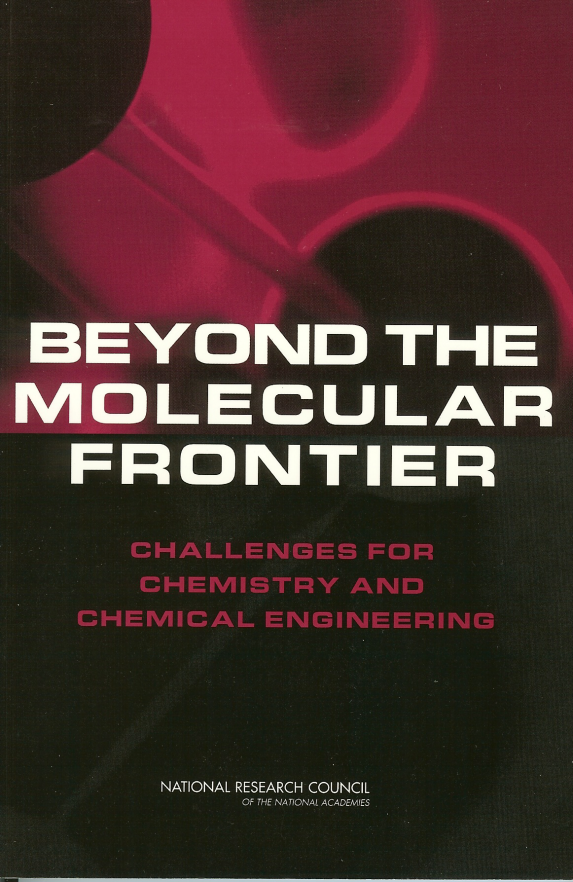 BEYOND THE
MOLECULAR
FRONTIER
CHALLENGES FOR
CHEMISTRY AND
CHEMICAL ENGINEERING
NATIONAL RESEARCH COUNCIL
OF THE NATIONAL ACADEMIES